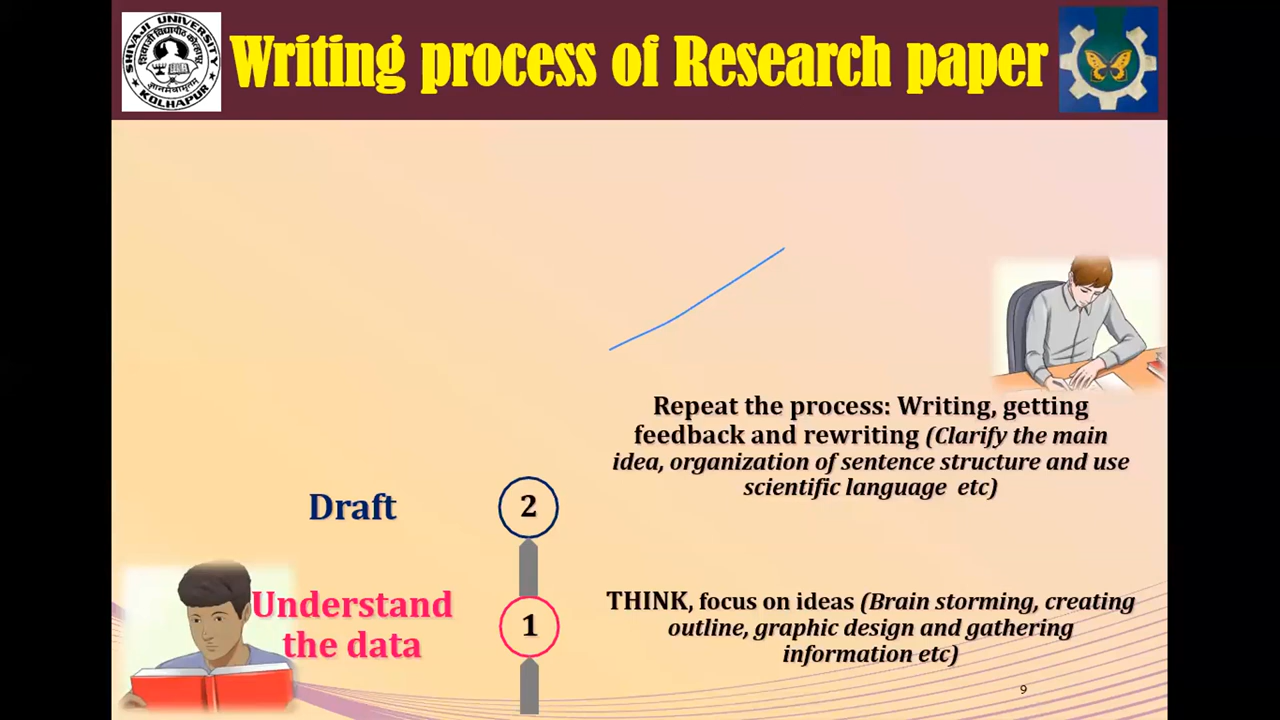 SHIVAJI UNIVERSITY
शिवाजी विद्यापीठ कोल्हापूर
ज्ञानमेवामृतम्
KOLHAPUR
Writing process of Research paper
Repeat the process: Writing, getting
feedback and rewriting (Clarify the main
idea, organization of sentence structure and use
scientific language etc)
Draft
2
Understand
the data
1
THINK, focus on ideas (Brain storming, creating
outline, graphic design and gathering
information etc)
9